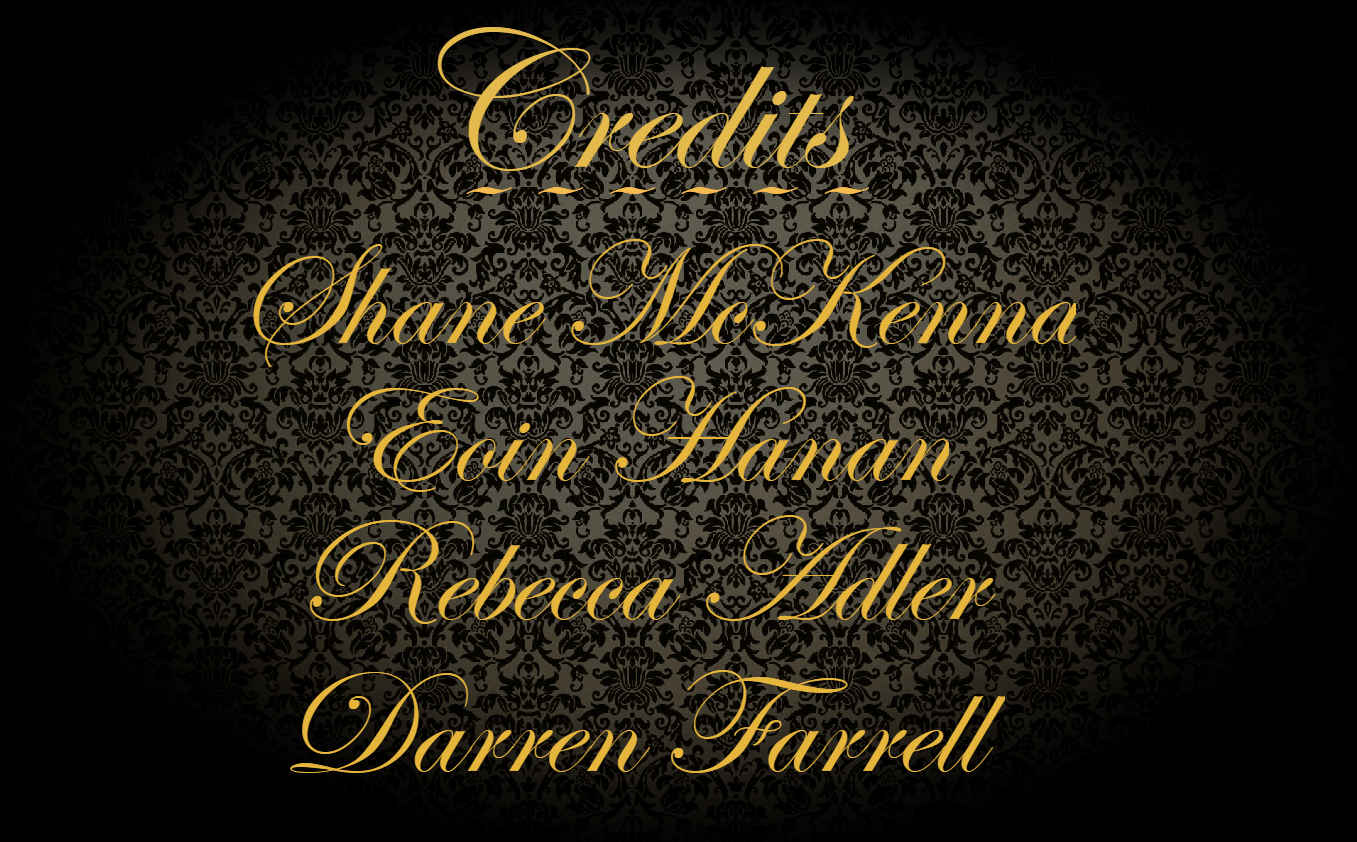 Credits
Shane McKenna
Eoin Hanan
Rebecca Adler
Darren Farrell